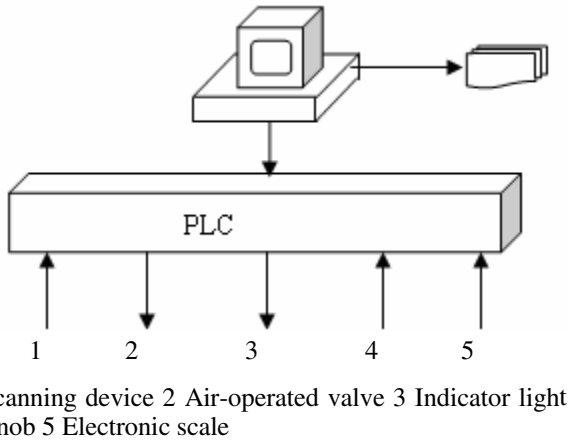 PLC
1 2 3 4 5
canning device 2 Air-operated valve 3 Indicator light
nob 5 Electronic scale